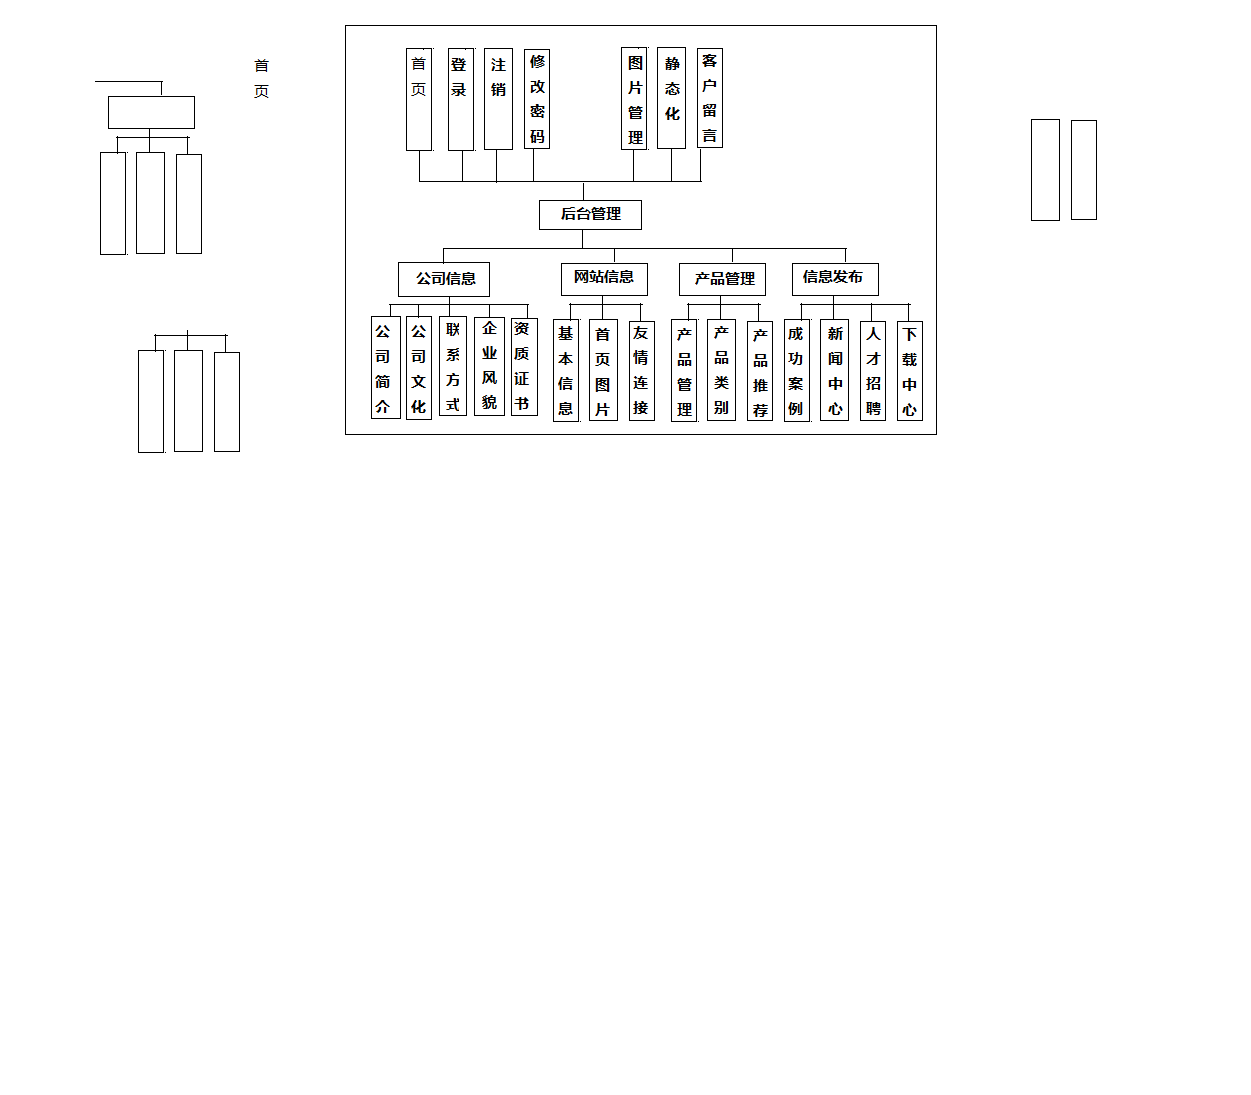 首页
首页
登录
注销
修改密码
图片管理
静态化
客户留言
后台管理
公司信息
网站信息
产品管理
信息发布
公司简介
公司文化
联系方式
企业风貌
资质证书
基本信息
首页图片
友情连接
产品管理
产品类别
产品推荐
成功案例
新闻中心
人才招聘
下载中心